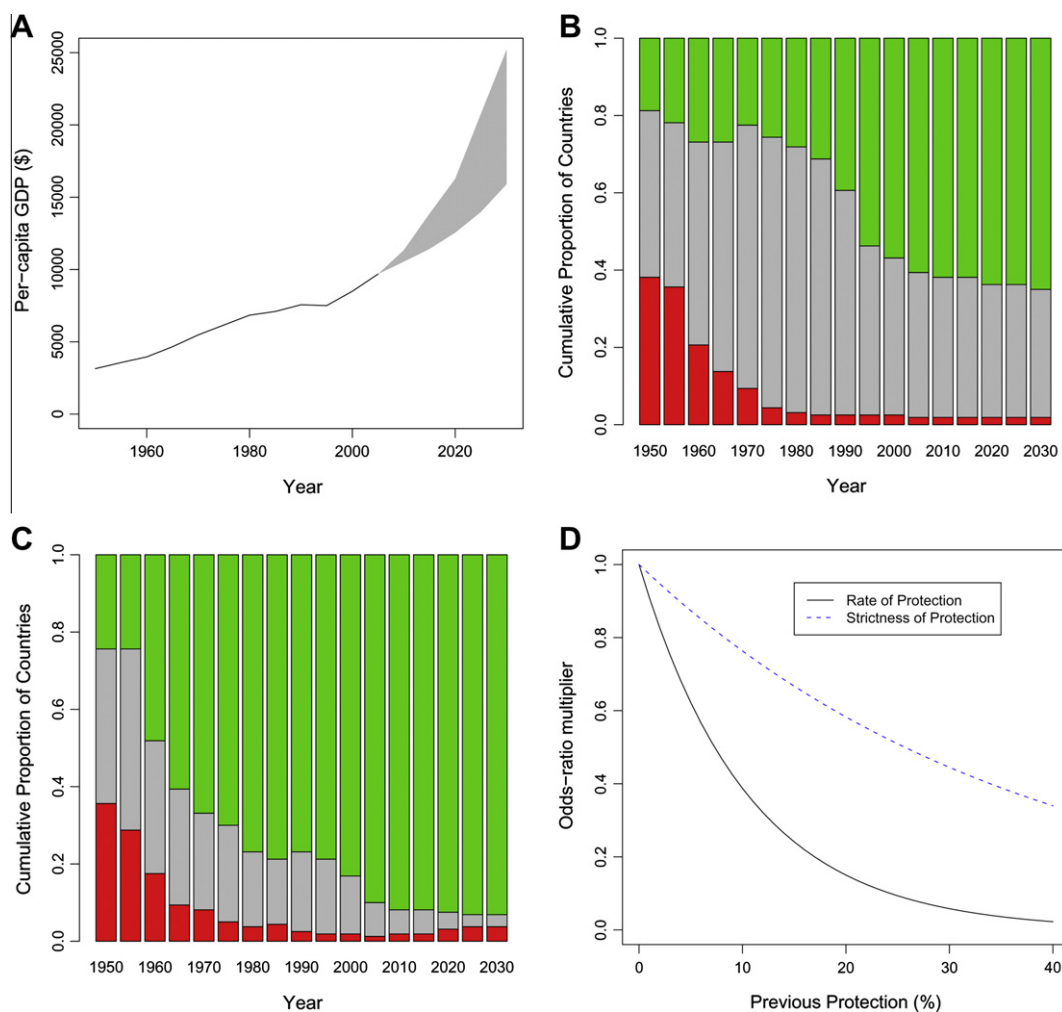 A
Per-capita GDP ($)
25000
20000
15000
10000
5000
0
1960 1980 2000 2020
Year
B
Cumulative Proportion of Countries
1.0
0.8
0.6
0.4
0.2
0.0
1950 1960 1970 1980 1990 2000 2010 2020 2030
Year
C
Cumulative Proportion of Countries
1.0
0.8
0.6
0.4
0.2
0.0
1950 1960 1970 1980 1990 2000 2010 2020 2030
Year
D
Odds-ratio multiplier
1.0
0.8
0.6
0.4
0.2
0.0
Rate of Protection
Strictness of Protection
0 10 20 30 40
Previous Protection (%)